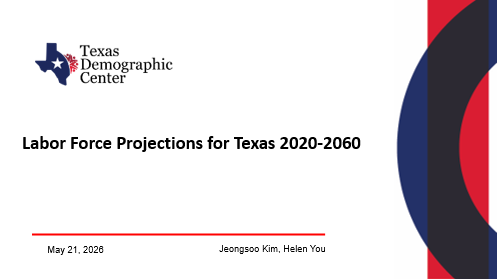 Texas
Demographic
Center
Labor Force Projections for Texas 2020-2060
May 21, 2026
Jeongsoo Kim, Helen You